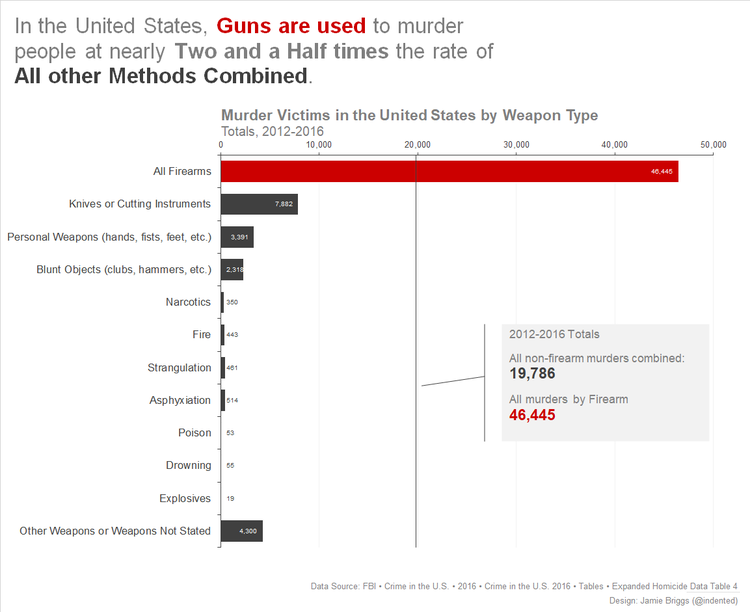 In the United States, Guns are used to murder
people at nearly Two and a Half times the rate of
All other Methods Combined.
Murder Victims in the United States by Weapon Type
Totals, 2012-2016
0 10,000 20,000 30,000 40,000 50,000
All Firearms 46,445
Knives or Cutting Instruments 7,882
Personal Weapons (hands, fists, feet, etc.) 3,391
Blunt Objects (clubs, hammers, etc.) 2,318
Narcotics 350
Fire 443
Strangulation 461
Asphyxiation 514
Poison 53
Drowning
Explosives 19
Other Weapons or Weapons Not Stated 4,300
2012-2016 Totals
All non-firearm murders combined:
19,786
All murders by Firearm
46,445
Data Source: FBI • Crime in the U.S. • 2016 • Crime in the U.S. 2016 • Tables • Expanded Homicide Data Table 4
Design: Jamie Briggs (@indented)